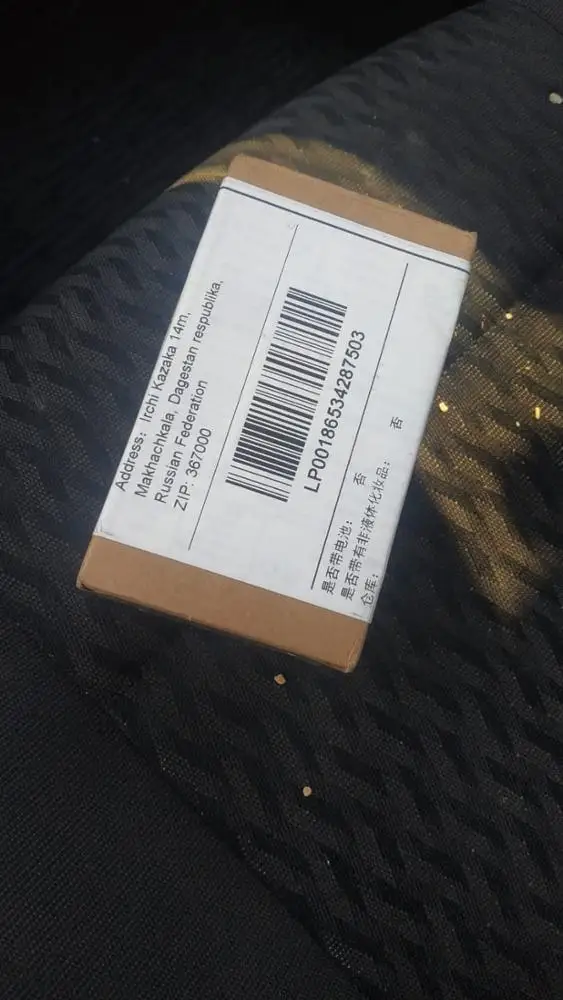 Address: Irchi Kazaka 14m,
Makhachkala, Dagestan respublika,
Russian Federation
ZIP: 367000
LP00186534287503
是否带电池: 否
是否带有非液体化妆品: 否
仓库: